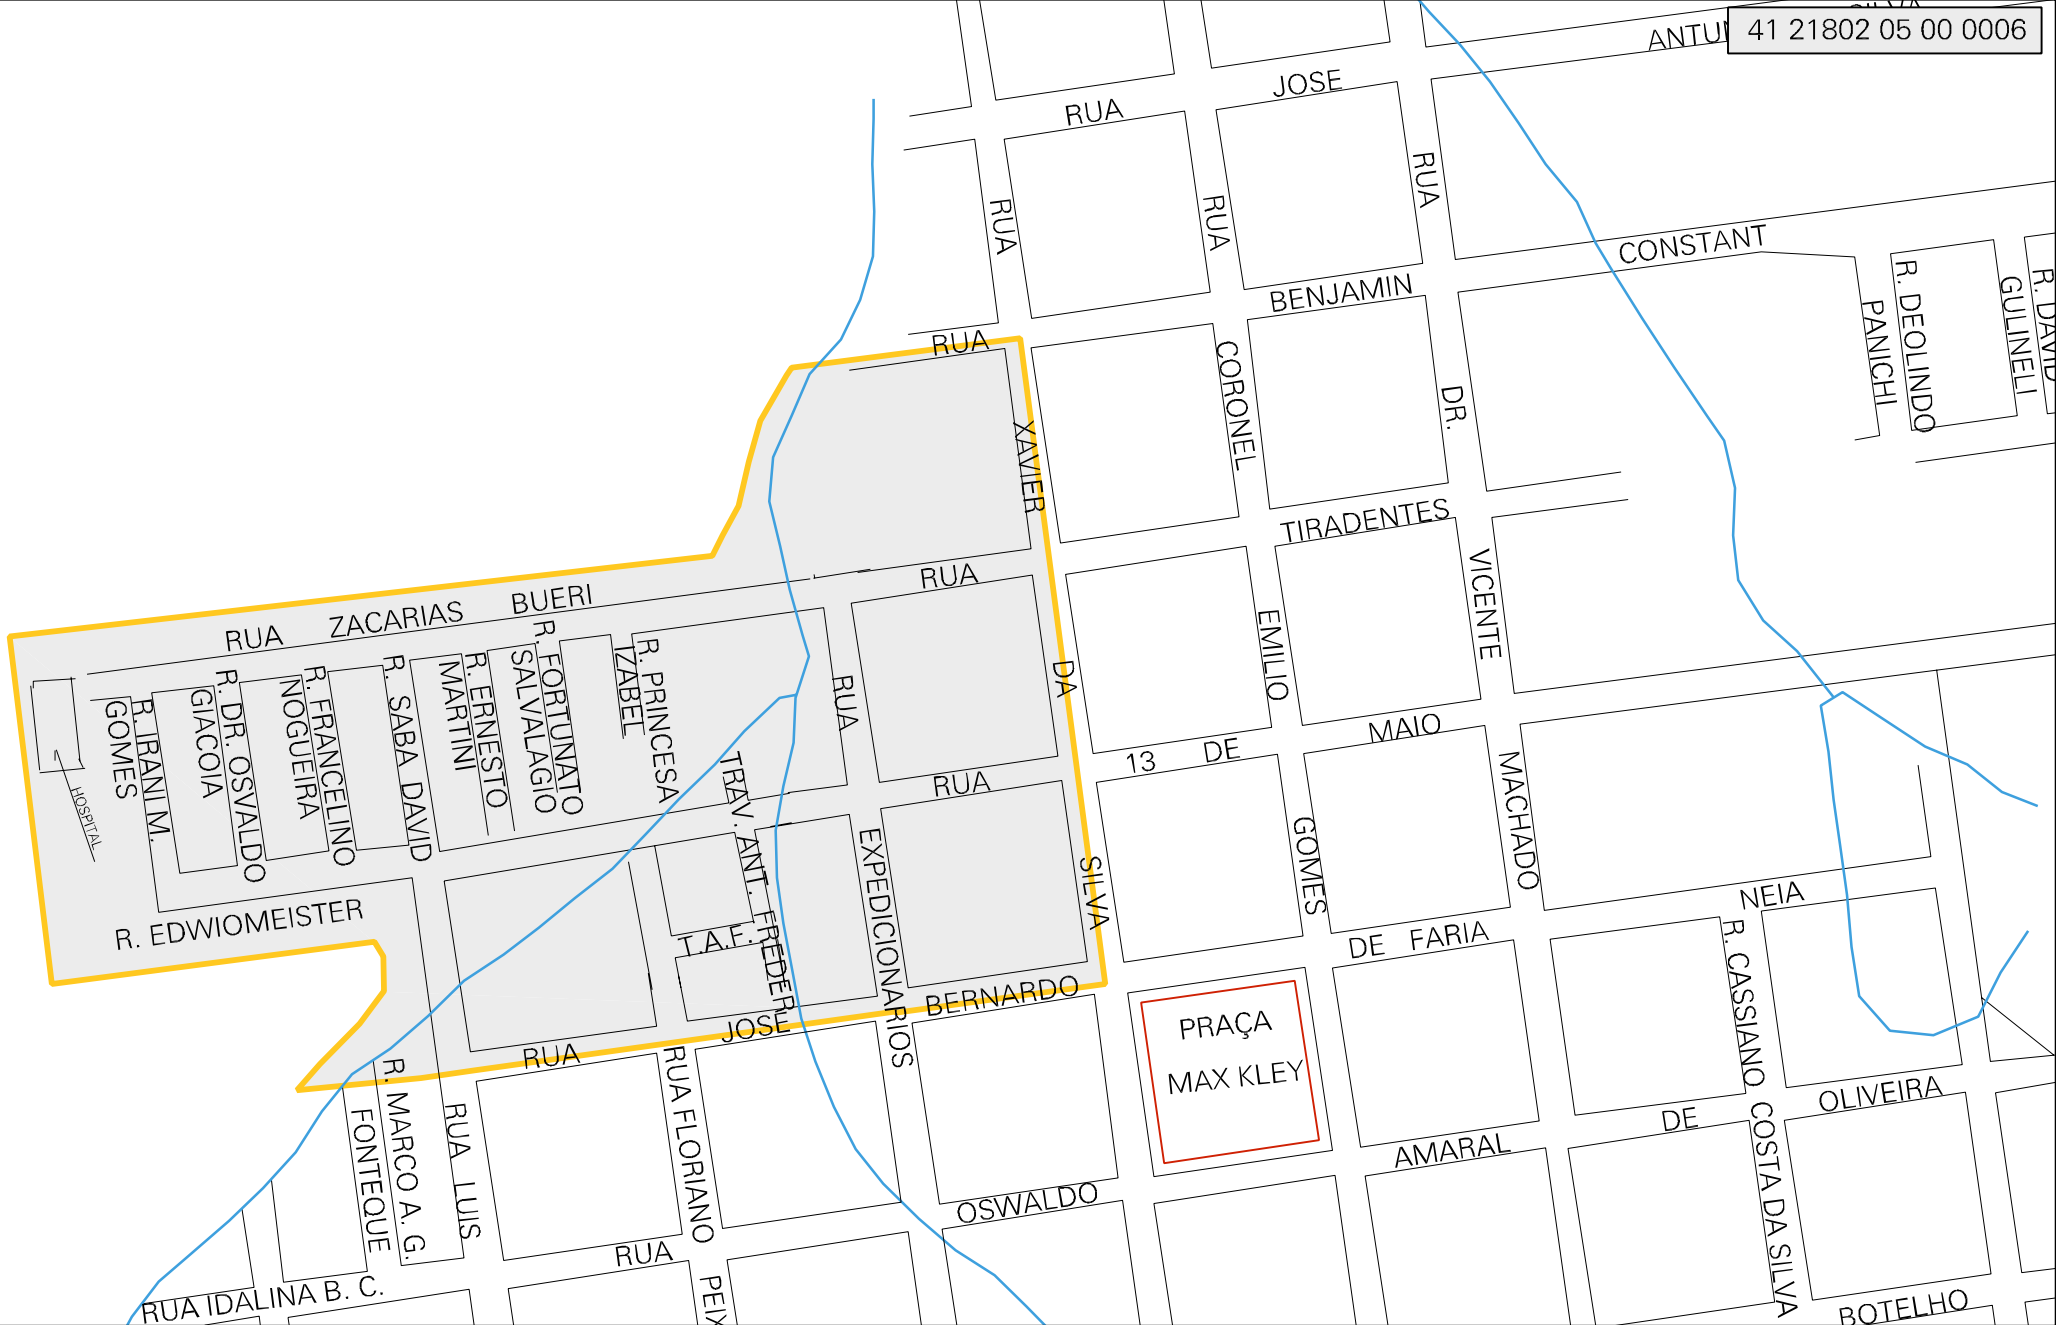 SILVA
41 21802 05 00 0006
JOSE
RUA
RUA
RUA
RUA
CONSTANT
BENJAMIN
RUA
R. DEOLINDO
PANICHI
GULINELI
R. DAVID
CORONEL
DR.
XAVIER
TIRADENTES
VICENTE
RUA
RUA
ZACARIAS
BUERI
EMILIO
DA
RUA
R. PRINCESA
IZABEL
R. FORTUNATO
SALVALAGIO
R. ERNESTO
MARTINI
R. SABA DAVID
R. FRANCELINO
NOGUEIRA
R. DR. OSVALDO
GIACOIA
R. IRANI M.
GOMES
HOSPITAL
13
DE
MAIO
MACHADO
RUA
TRAV. ANT. FREDER
GOMES
SILVA
EXPEDICIONARIOS
NEIA
R. EDWIOMEISTER
T.A.F.
DE FARIA
R. CASSIANO COSTA DA SILVA
BERNARDO
JOSE
RUA
PRAÇA
MAX KLEY
R. MARCO A. G.
FONTEQUE
RUA LUIS
RUA FLORIANO
OLIVEIRA
DE
AMARAL
OSWALDO
RUA
RUA IDALINA B. C.
BOTELHO